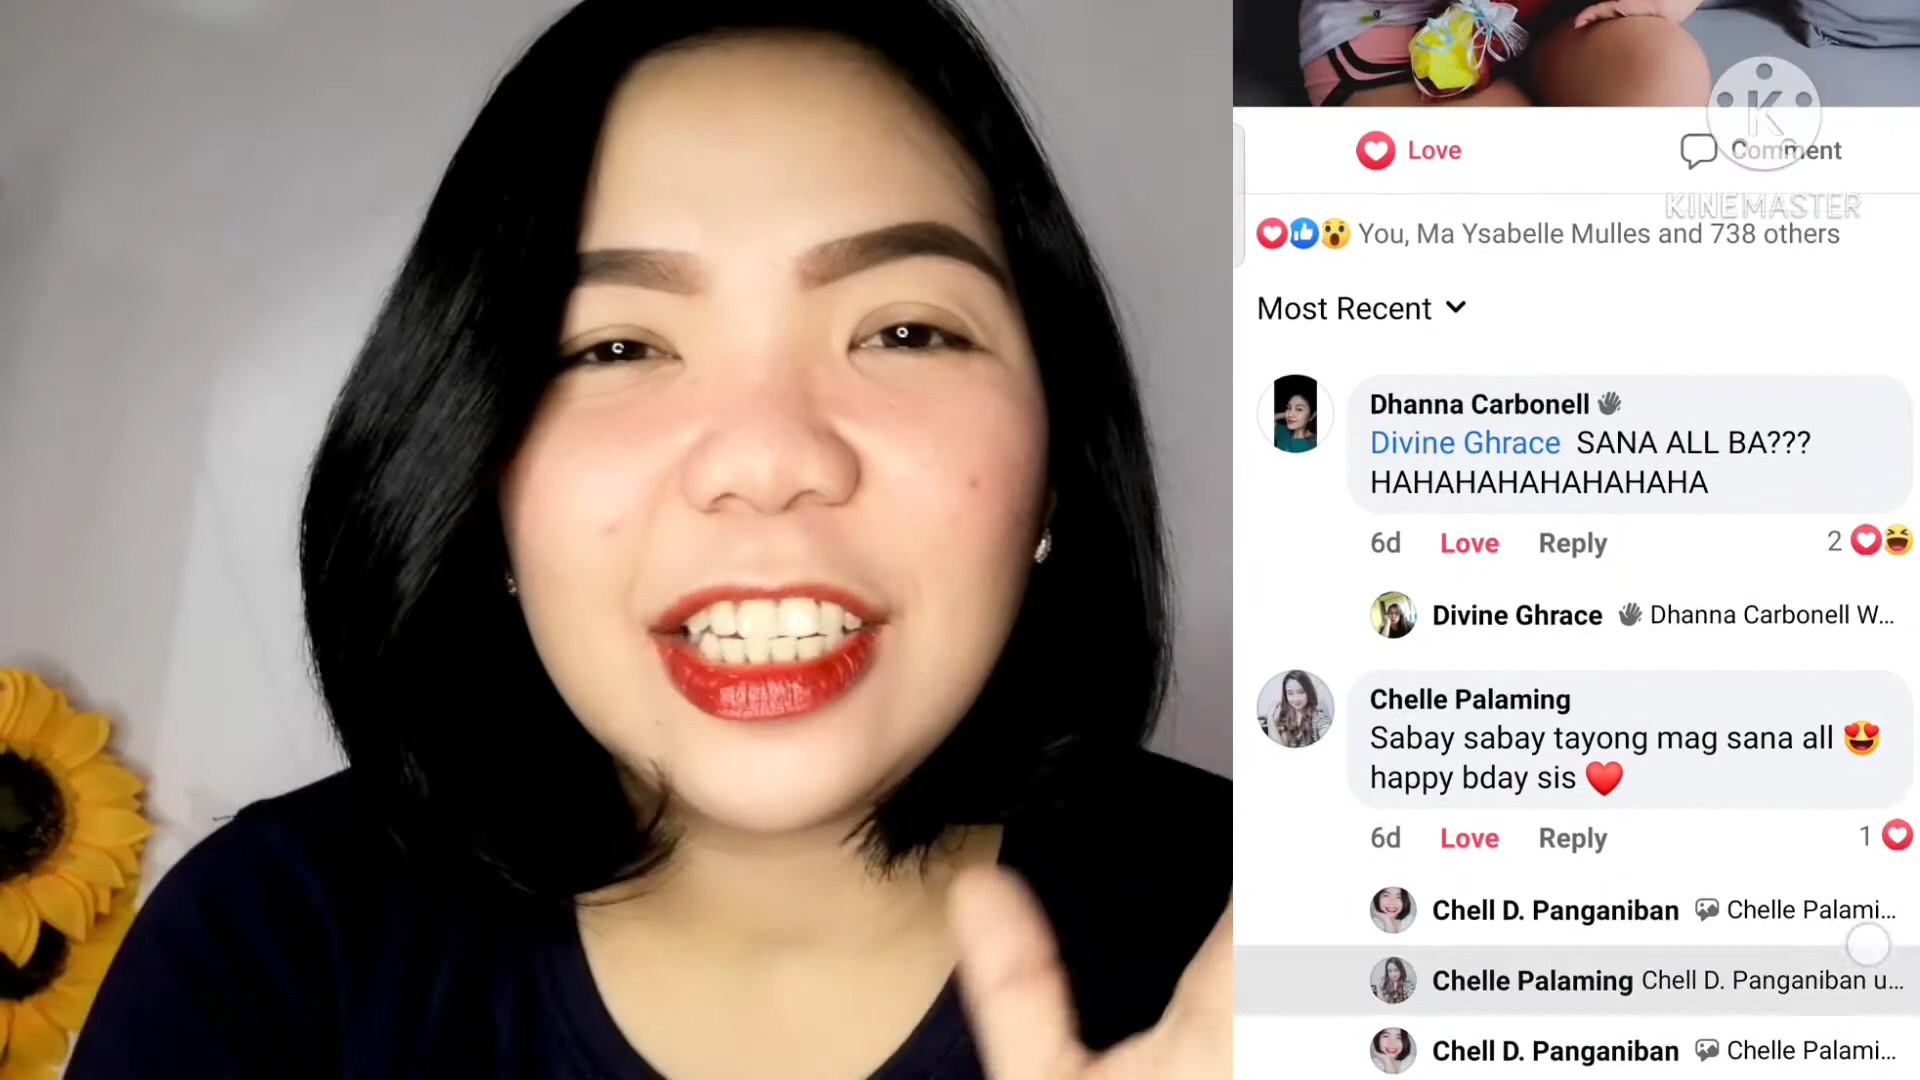 Love
Comment
K
KINEMASTER
You, Ma Ysabelle Mulles and 738 others
Most Recent
Dhanna Carbonell
Divine Ghrace SANA ALL BA???
HAHAHAHAHAHAHAHA
6d Love Reply 2
Divine Ghrace Dhanna Carbonell W...
Chelle Palaming
Sabay sabay tayong mag sana all
happy bday sis
6d Love Reply 1
Chell D. Panganiban Chelle Palami...
Chelle Palaming Chell D. Panganiban u...
Chell D. Panganiban Chelle Palami...